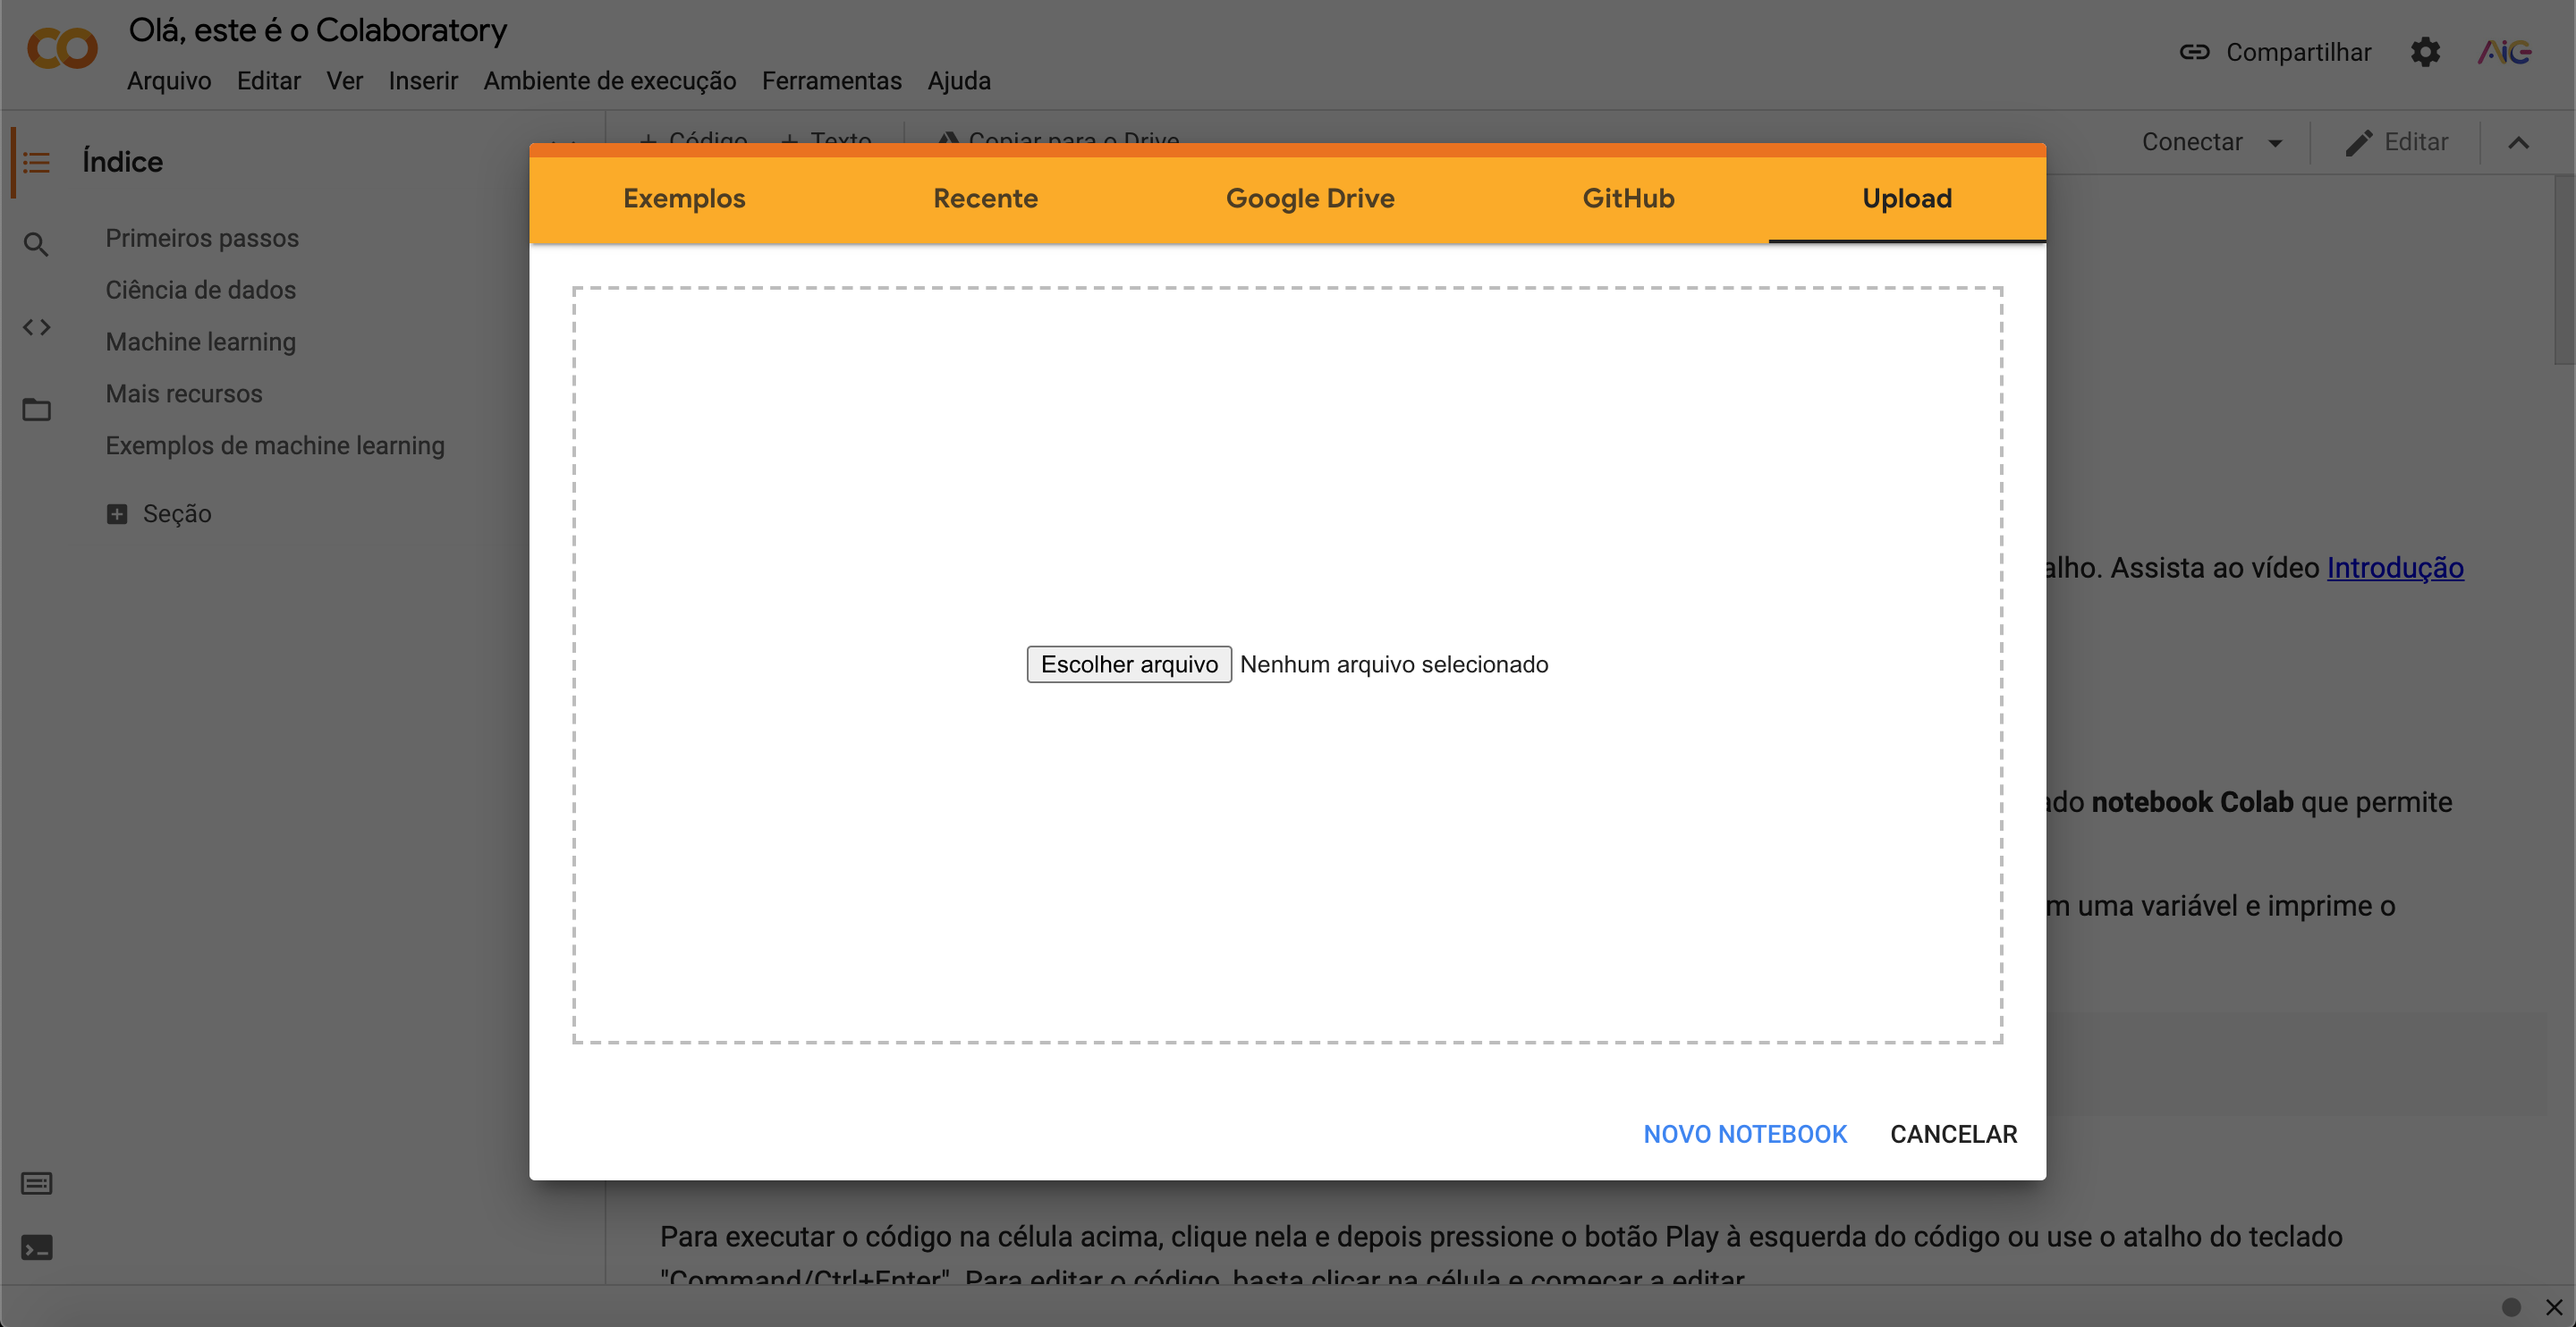 Olá, este é o Colaboratory
Arquivo Editar Ver Inserir Ambiente de execução Ferramentas Ajuda
Compartilhar
AiG
Índice
+ Código + Texto Copiar para o Drive
Conectar Editar
Exemplos Recente Google Drive GitHub Upload
Primeiros passos
Ciência de dados
Machine learning
Mais recursos
Exemplos de machine learning
Seção
alho. Assista ao vídeo Introdução
Escolher arquivo Nenhum arquivo selecionado
ado notebook Colab que permite
m uma variável e imprime o
NOVO NOTEBOOK CANCELAR
Para executar o código na célula acima, clique nela e depois pressione o botão Play à esquerda do código ou use o atalho do teclado
"Command/Ctrl+Enter". Para editar o código, basta clicar na célula e começar a editar